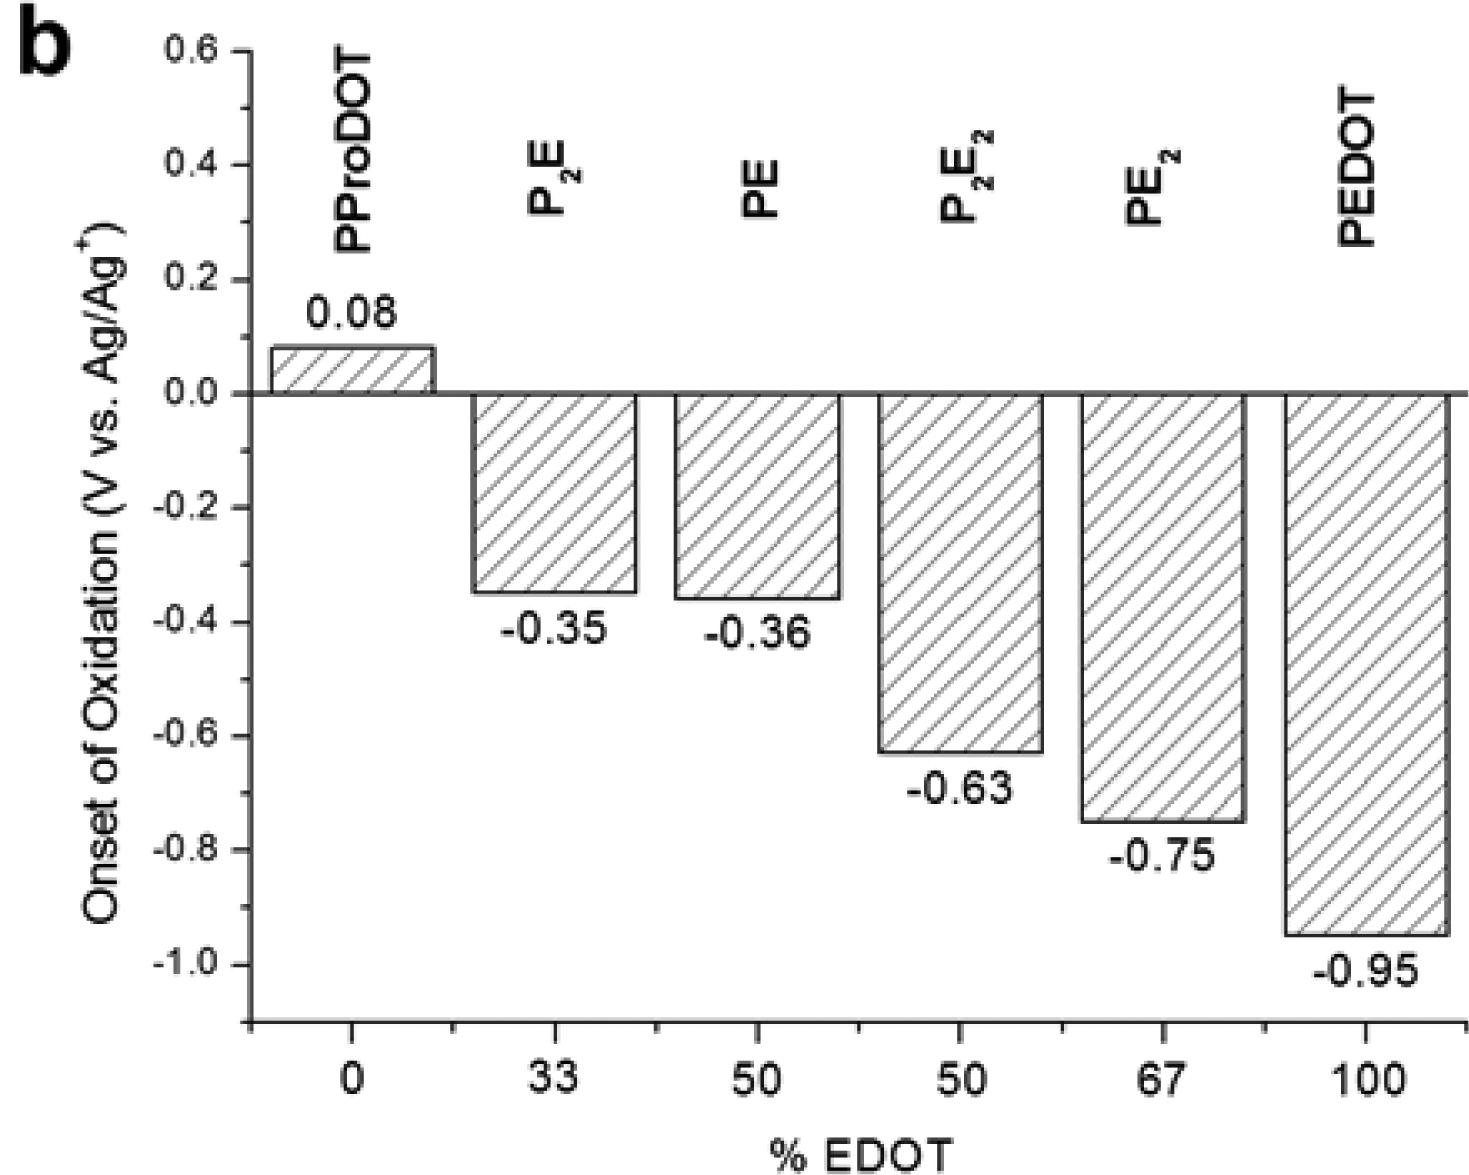 b
Onset of Oxidation (V vs. Ag/Ag⁺)
0.6
0.4
0.2
0.0
-0.2
-0.4
-0.6
-0.8
-1.0
PProDOT
P₂E
PE
P₂E₂
PE₂
PEDOT
0.08
-0.35
-0.36
-0.63
-0.75
-0.95
0 33 50 50 67 100
% EDOT